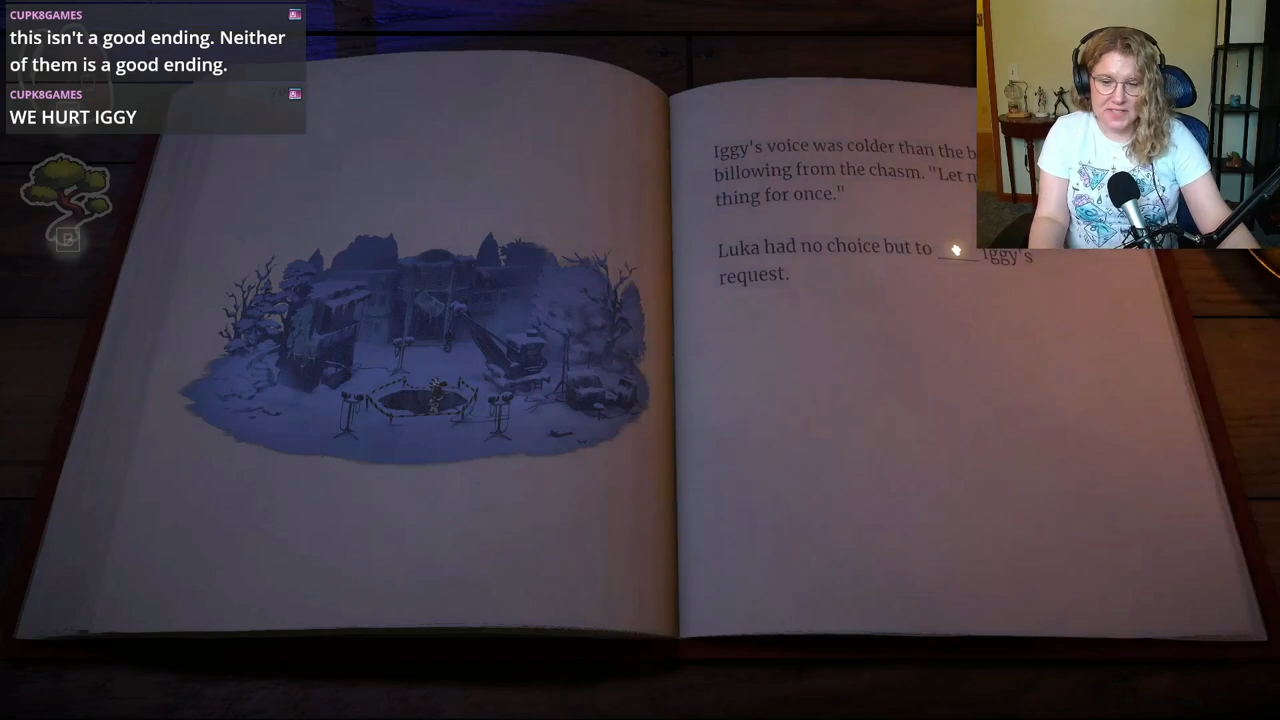 CUPK8GAMES
this isn't a good ending. Neither
of them is a good ending.
CUPK8GAMES
WE HURT IGGY
B
Iggy's voice was colder than the
billowing from the chasm. "Let
thing for once."
Luka had no choice but to ____ Iggy's
request.